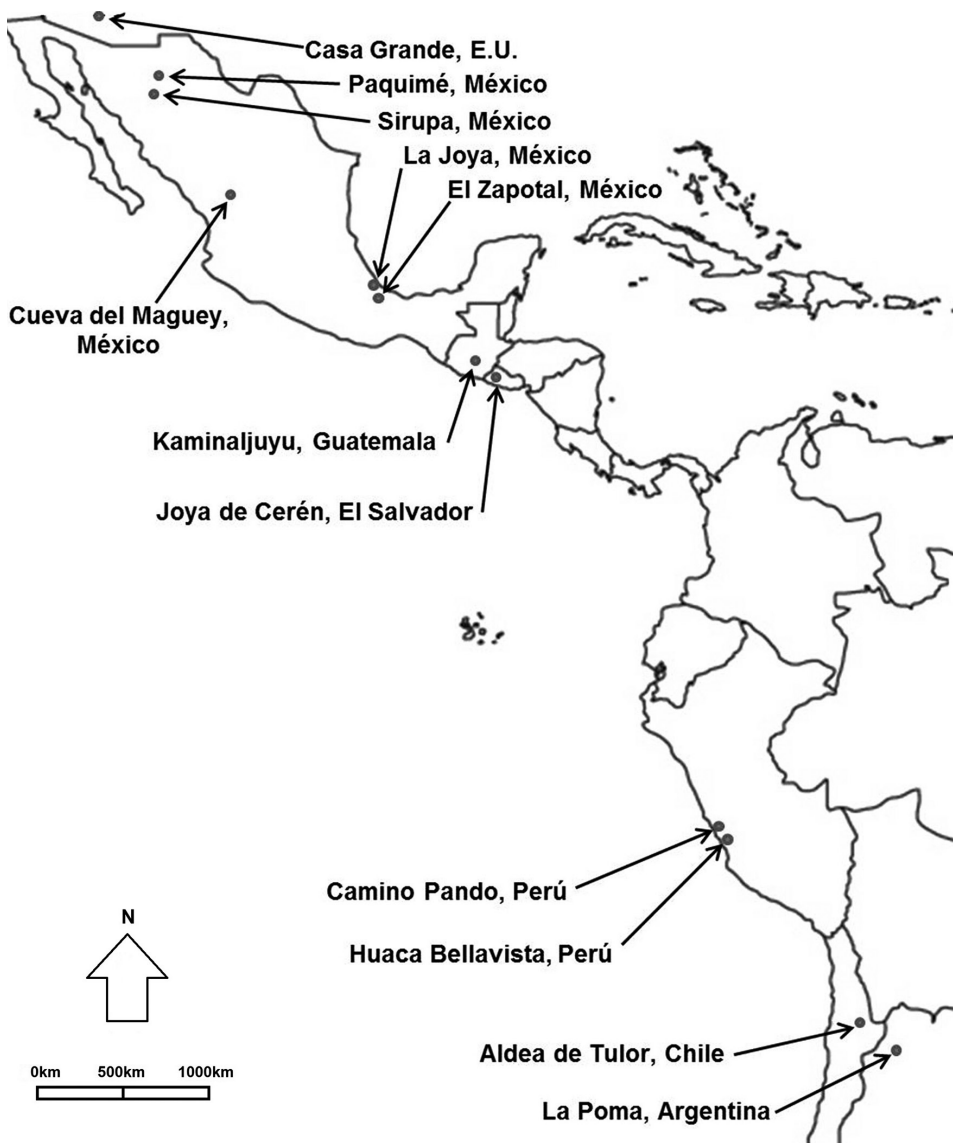 Casa Grande, E.U.
Paquimé, México
Sirupa, México
La Joya, México
El Zapotal, México
Cueva del Maguey,
México
Kaminaljuyu, Guatemala
Joya de Cerén, El Salvador
Camino Pando, Perú
Huaca Bellavista, Perú
N
Aldea de Tulor, Chile
0km 500km 1000km
La Poma, Argentina